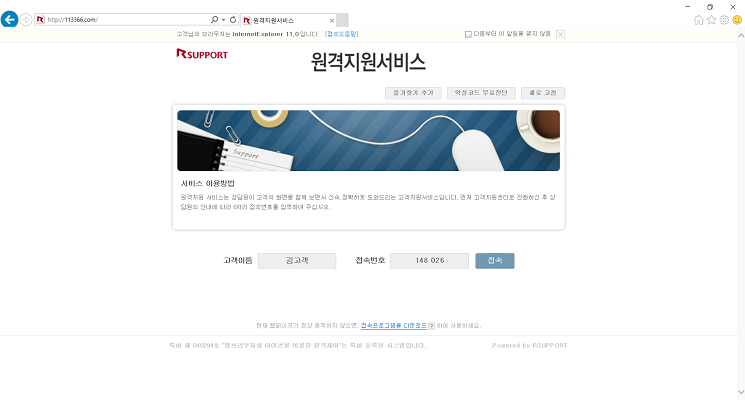 http://113366.com/
원격지원서비스
고객님의 브라우저는 InternetExplorer 11.0입니다. [접속도움말]
다음부터 이 알림을 받지 않음
RSUPPORT
원격지원서비스
즐겨찾기 추가
악성코드 무료진단
새로 고침
Support
서비스 이용방법
원격지원 서비스는 상담원이 고객의 화면을 함께 보면서 신속,정확하게 도와드리는 고객지원서비스입니다. 먼저 고객지원센터로 전화하신 후 상
담원의 안내에 따라 6자리 접속번호를 입력하여 주십시오.
고객이름 김고객 접속번호 148 026 접속
현재 웹페이지가 정상 동작하지 않으면, 접속프로그램을 다운로드 ? 하여 사용하세요.
특허 제 040294호 "웹브라우저와 아이콘을 이용한 원격제어"는 특허 등록된 시스템입니다.
Powered by RSUPPORT